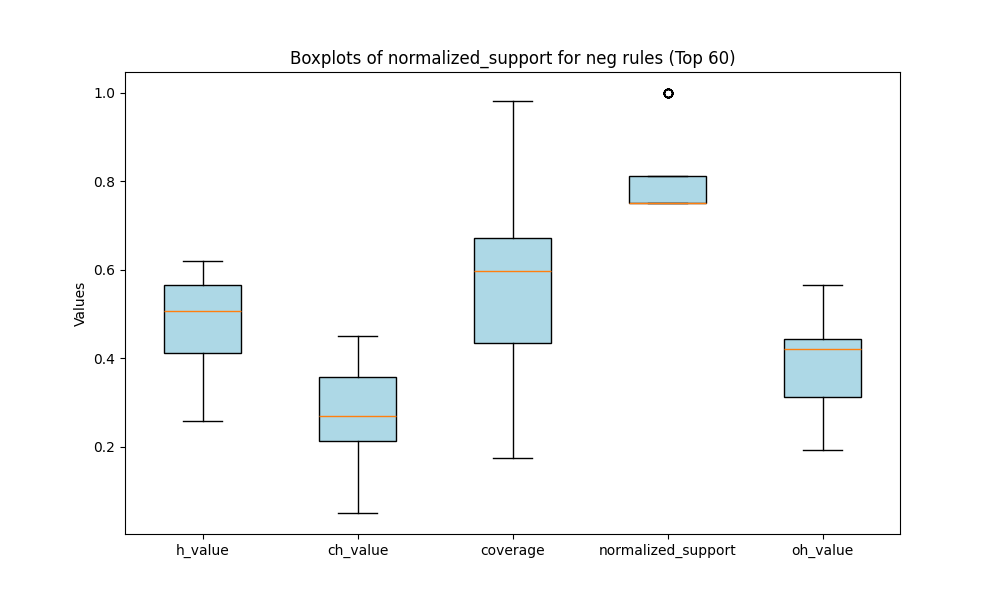 Boxplots of normalized_support for neg rules (Top 60)
1.0
0.8
0.6
0.4
0.2
Values
h_value
ch_value
coverage
normalized_support
oh_value